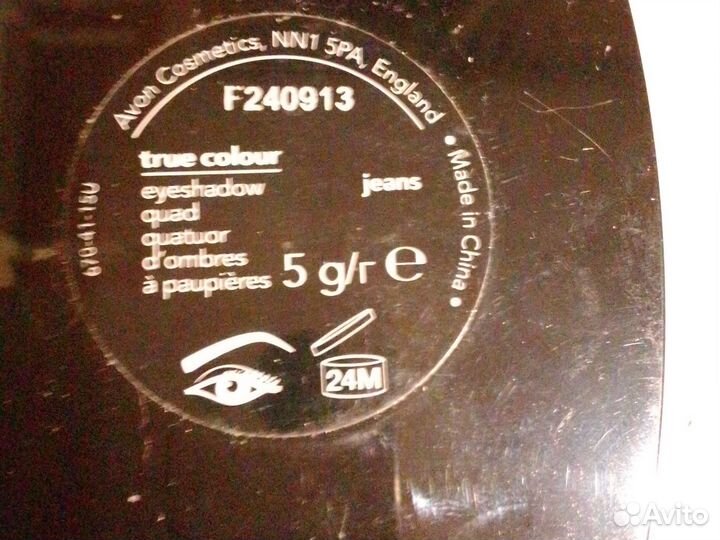 Avon Cosmetics, NN1 5PA, England • Made in China •
F240913
true colour
eyeshadow
quad
quatuor
d'ombres
à paupières
jeans
5 g/г e
24M
Avito